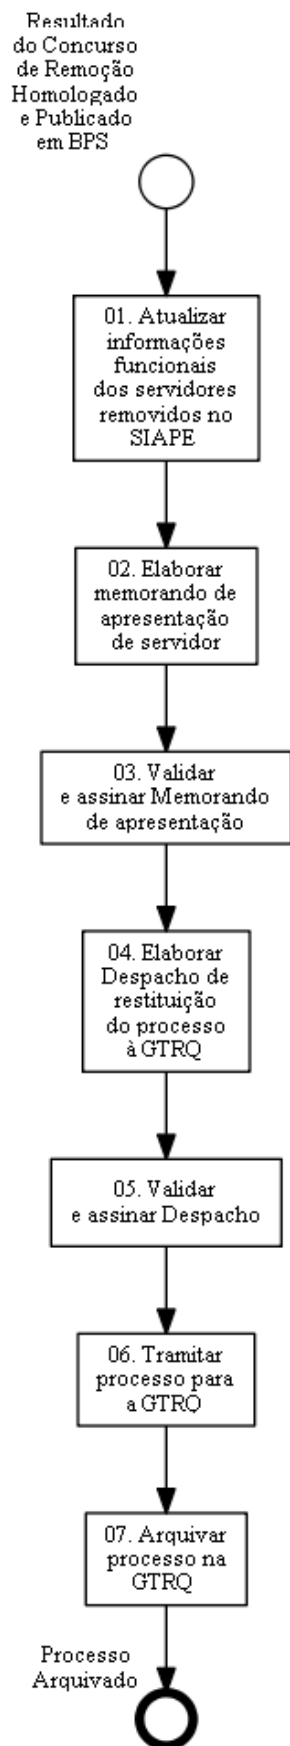 Resultado
do Concurso
de Remoção
Homologado
e Publicado
em BPS
01. Atualizar
informações
funcionais
dos servidores
removidos no
SIAPE
02. Elaborar
memorando de
apresentação
de servidor
03. Validar
e assinar Memorando
de apresentação
04. Elaborar
Despacho de
restituição
do processo
à GTRQ
05. Validar
e assinar Despacho
06. Tramitar
processo para
a GTRQ
07. Arquivar
processo na
GTRQ
Processo
Arquivado